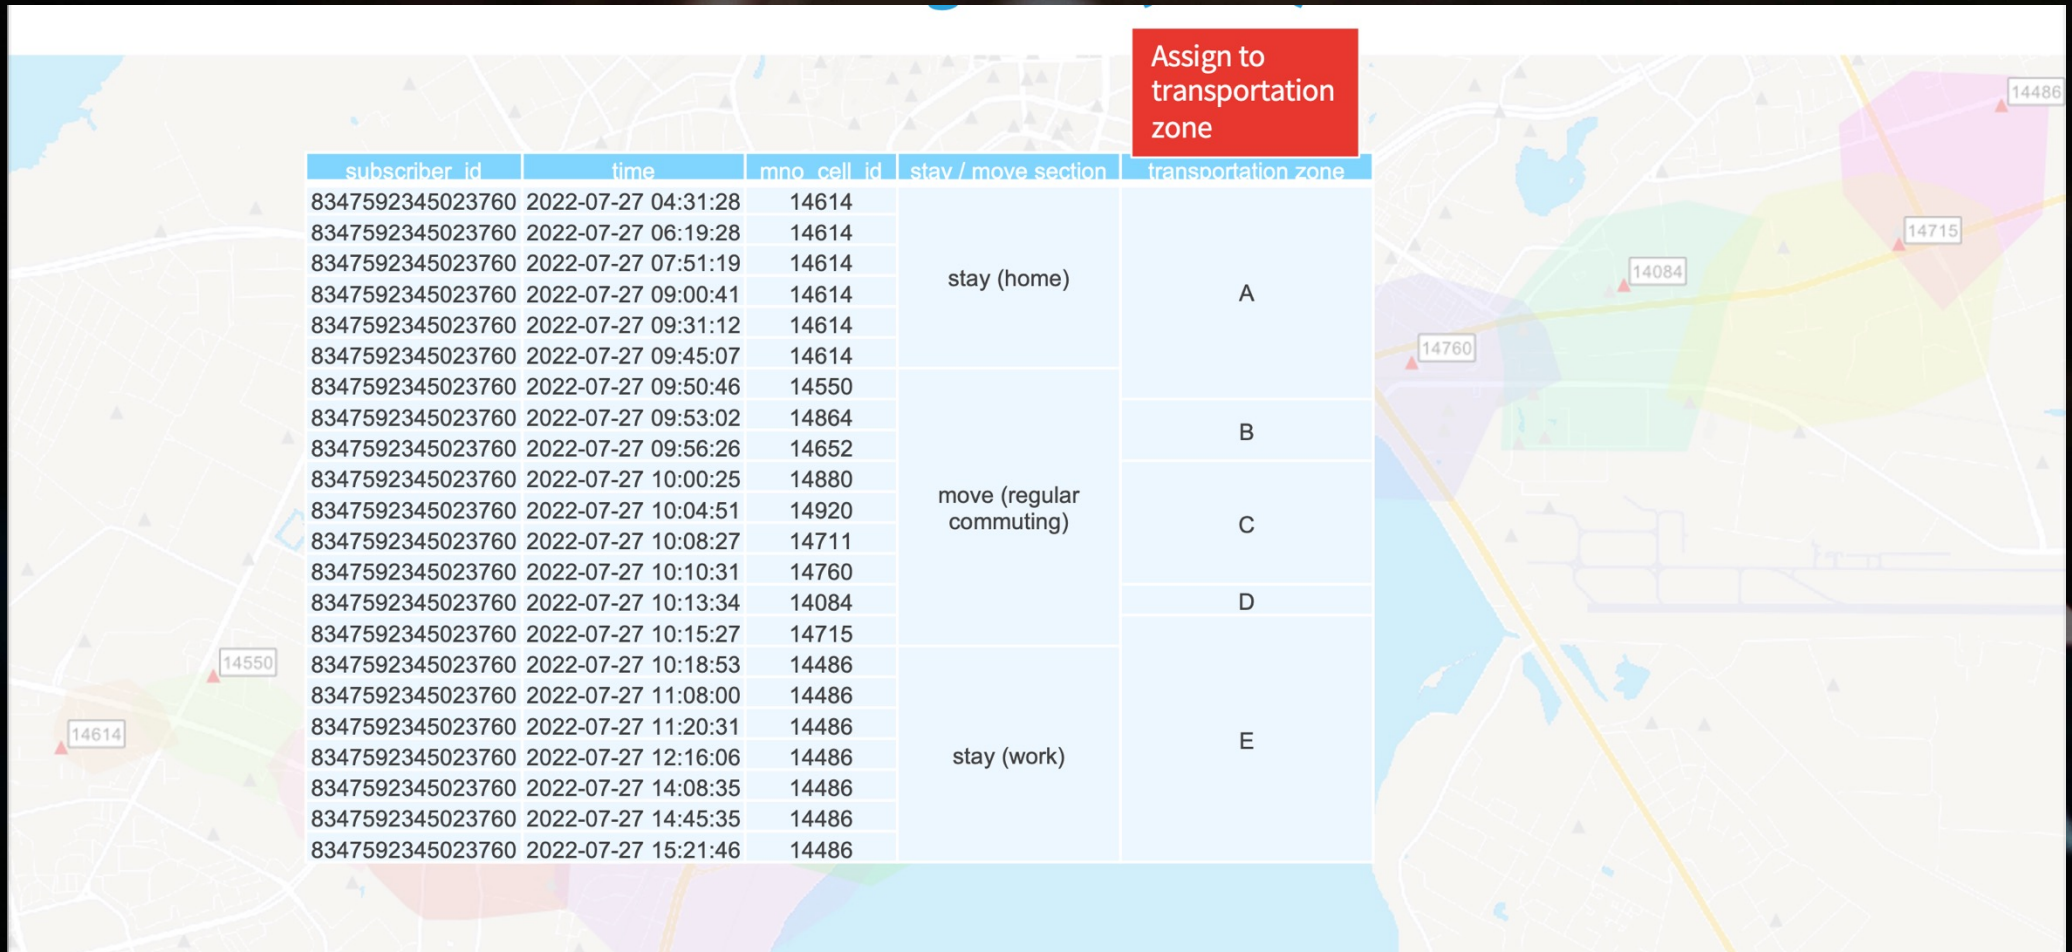 Assign to
transportation
zone
subscriber_id time mno_cell_id stay / move section transportation zone
8347592345023760 2022-07-27 04:31:28 14614
8347592345023760 2022-07-27 06:19:28 14614
8347592345023760 2022-07-27 07:51:19 14614
stay (home)
8347592345023760 2022-07-27 09:00:41 14614 A
8347592345023760 2022-07-27 09:31:12 14614
8347592345023760 2022-07-27 09:45:07 14614
8347592345023760 2022-07-27 09:50:46 14550
8347592345023760 2022-07-27 09:53:02 14864
B
8347592345023760 2022-07-27 09:56:26 14652
8347592345023760 2022-07-27 10:00:25 14880
move (regular
commuting)
8347592345023760 2022-07-27 10:04:51 14920
C
8347592345023760 2022-07-27 10:08:27 14711
8347592345023760 2022-07-27 10:10:31 14760
8347592345023760 2022-07-27 10:13:34 14084 D
8347592345023760 2022-07-27 10:15:27 14715
8347592345023760 2022-07-27 10:18:53 14486
8347592345023760 2022-07-27 11:08:00 14486
8347592345023760 2022-07-27 11:20:31 14486
E
8347592345023760 2022-07-27 12:16:06 14486 stay (work)
8347592345023760 2022-07-27 14:08:35 14486
8347592345023760 2022-07-27 14:45:35 14486
8347592345023760 2022-07-27 15:21:46 14486
14486
14715
14084
14760
14550
14614